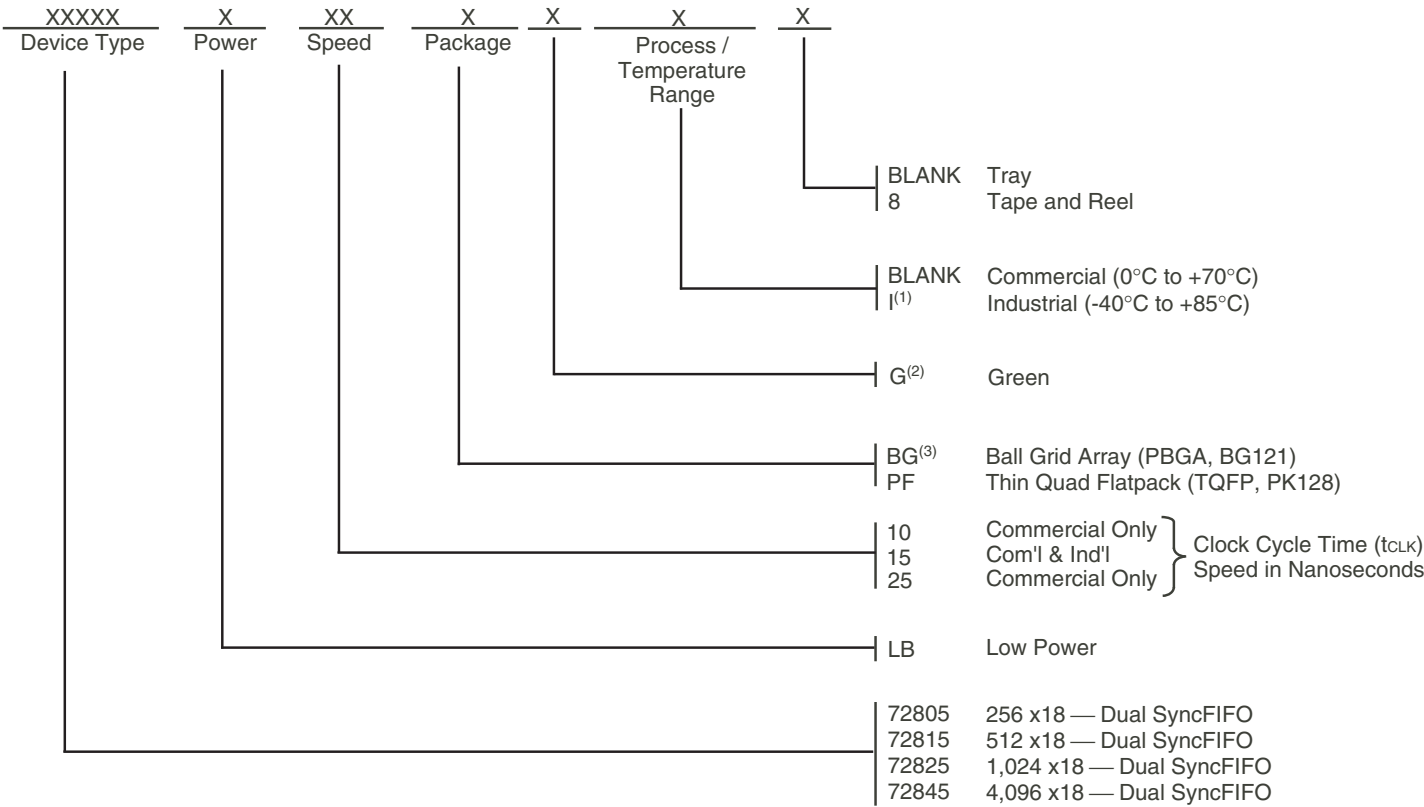 XXXXX X XX X X X X
Device Type Power Speed Package Process /
Temperature
Range
BLANK Tray
8 Tape and Reel
BLANK Commercial (0°C to +70°C)
I(1) Industrial (-40°C to +85°C)
G(2) Green
BG(3) Ball Grid Array (PBGA, BG121)
PF Thin Quad Flatpack (TQFP, PK128)
10 Commercial Only
15 Com'l & Ind'l
25 Commercial Only
Clock Cycle Time (tCLK)
Speed in Nanoseconds
LB Low Power
72805 256 x18 — Dual SyncFIFO
72815 512 x18 — Dual SyncFIFO
72825 1,024 x18 — Dual SyncFIFO
72845 4,096 x18 — Dual SyncFIFO